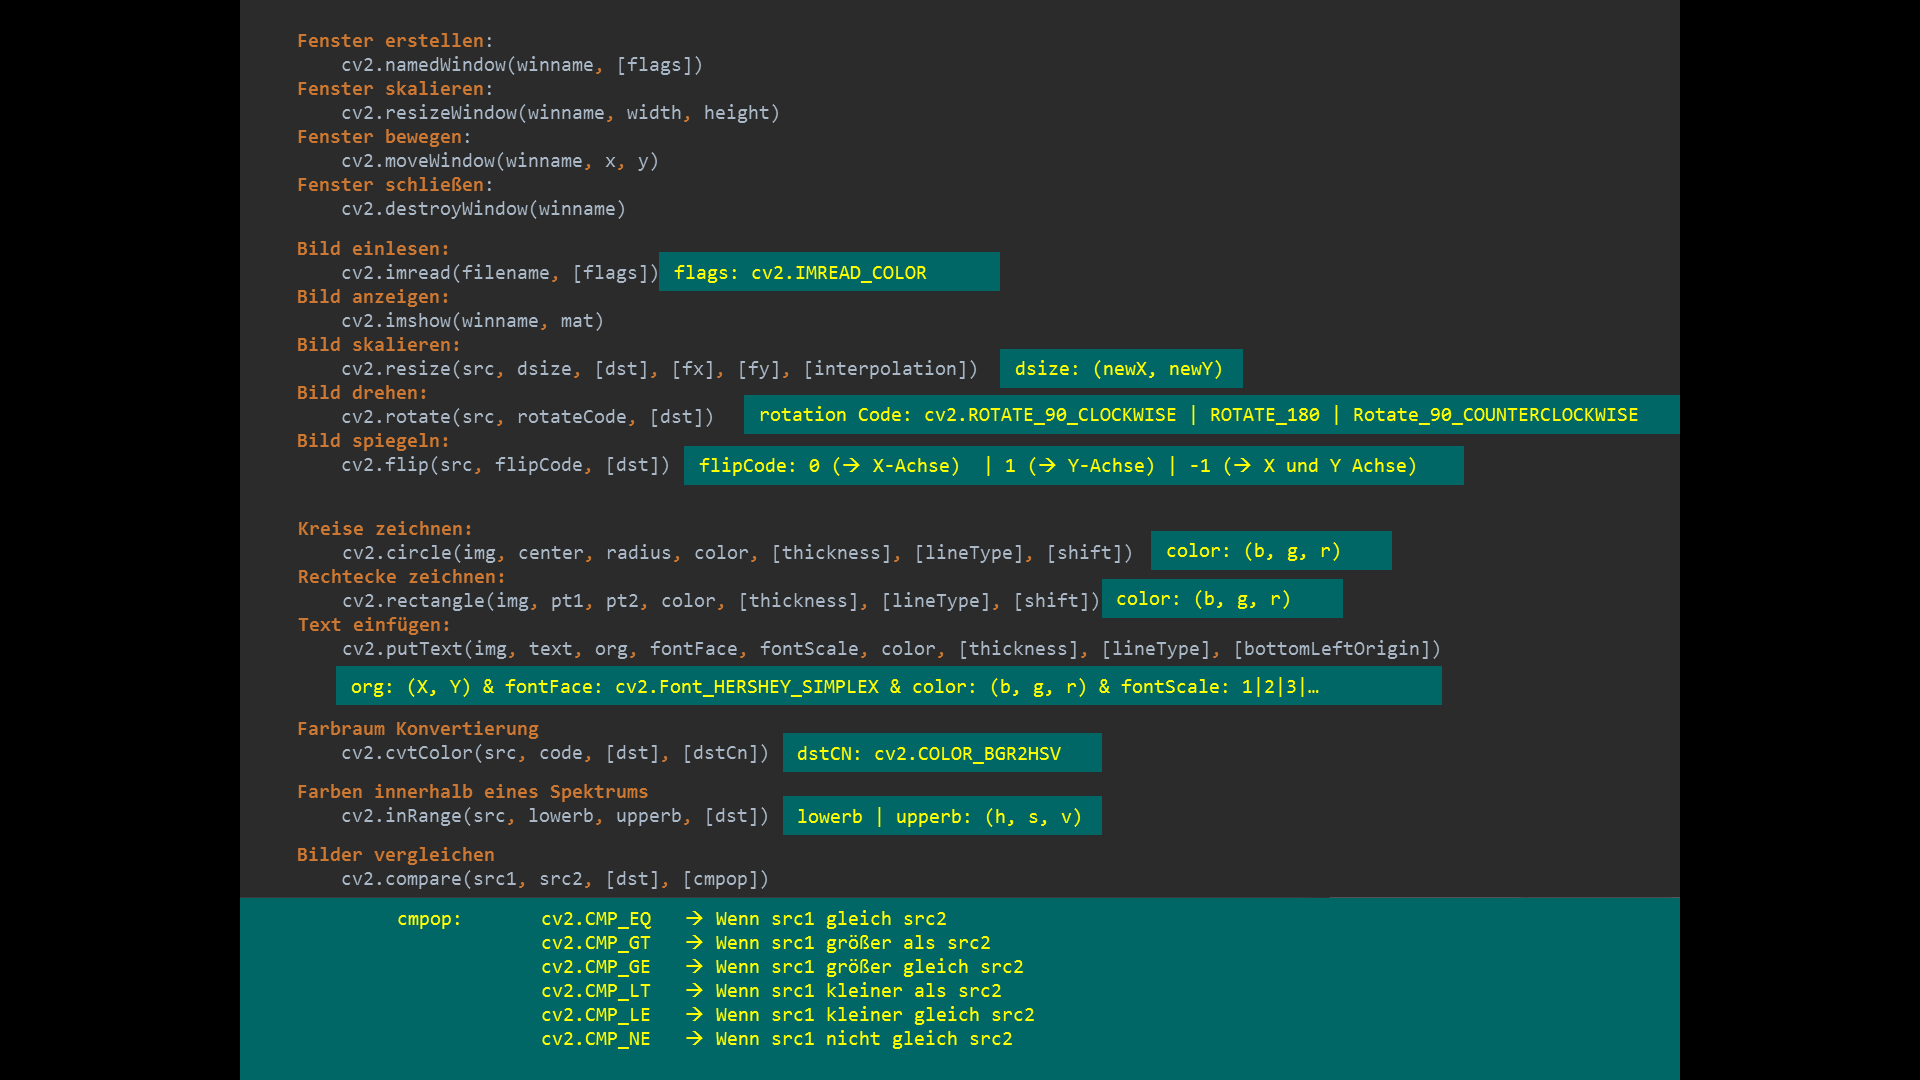 Fenster erstellen:
cv2.namedWindow(winname, [flags])
Fenster skalieren:
cv2.resizeWindow(winname, width, height)
Fenster bewegen:
cv2.moveWindow(winname, x, y)
Fenster schließen:
cv2.destroyWindow(winname)
Bild einlesen:
cv2.imread(filename, [flags]) flags: cv2.IMREAD_COLOR
Bild anzeigen:
cv2.imshow(winname, mat)
Bild skalieren:
cv2.resize(src, dsize, [dst], [fx], [fy], [interpolation]) dsize: (newX, newY)
Bild drehen:
cv2.rotate(src, rotateCode, [dst]) rotation Code: cv2.ROTATE_90_CLOCKWISE | ROTATE_180 | Rotate_90_COUNTERCLOCKWISE
Bild spiegeln:
cv2.flip(src, flipCode, [dst]) flipCode: 0 (→ X-Achse) | 1 (→ Y-Achse) | -1 (→ X und Y Achse)
Kreise zeichnen:
cv2.circle(img, center, radius, color, [thickness], [lineType], [shift]) color: (b, g, r)
Rechtecke zeichnen:
cv2.rectangle(img, pt1, pt2, color, [thickness], [lineType], [shift]) color: (b, g, r)
Text einfügen:
cv2.putText(img, text, org, fontFace, fontScale, color, [thickness], [lineType], [bottomLeftOrigin])
org: (X, Y) & fontFace: cv2.Font_HERSHEY_SIMPLEX & color: (b, g, r) & fontScale: 1|2|3|…
Farbraum Konvertierung
cv2.cvtColor(src, code, [dst], [dstCn]) dstCN: cv2.COLOR_BGR2HSV
Farben innerhalb eines Spektrums
cv2.inRange(src, lowerb, upperb, [dst]) lowerb | upperb: (h, s, v)
Bilder vergleichen
cv2.compare(src1, src2, [dst], [cmpop])
cmpop: cv2.CMP_EQ → Wenn src1 gleich src2
cv2.CMP_GT → Wenn src1 größer als src2
cv2.CMP_GE → Wenn src1 größer gleich src2
cv2.CMP_LT → Wenn src1 kleiner als src2
cv2.CMP_LE → Wenn src1 kleiner gleich src2
cv2.CMP_NE → Wenn src1 nicht gleich src2